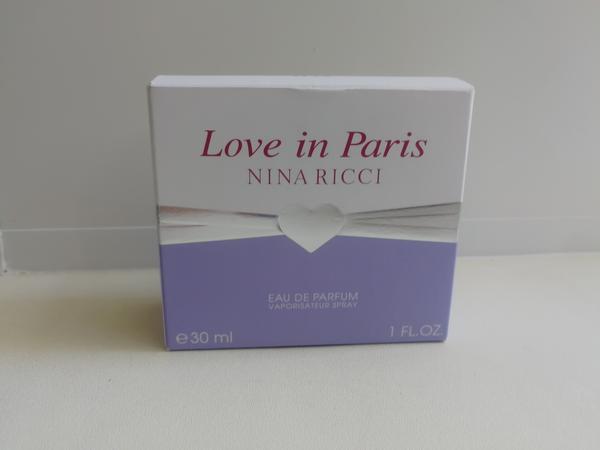 Love in Paris
NINA RICCI
EAU DE PARFUM
VAPORISATEUR SPRAY
℮30 ml
1 FL.OZ.